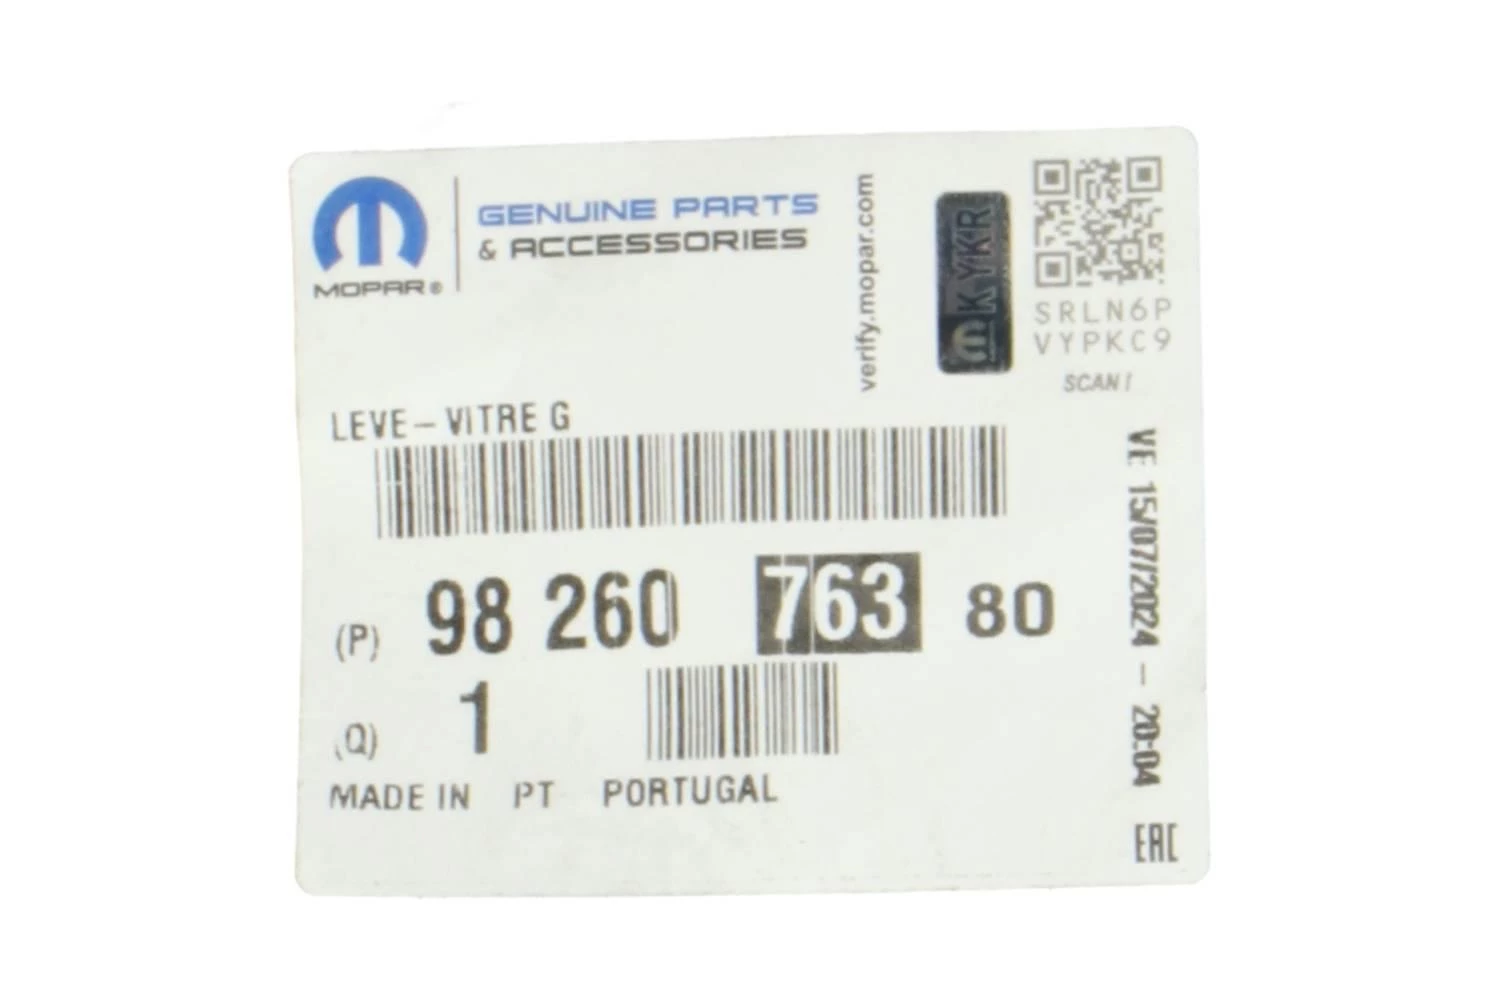 GENUINE PARTS
& ACCESSORIES
MOPAR®
verify.mopar.com
KYKR
SRLN6P
VYPKC9
SCAN!
LEVE-VITRE G
(P) 98 260 763 80
(Q) 1
MADE IN PT PORTUGAL
VE 15/07/2024 - 20:04
EAC